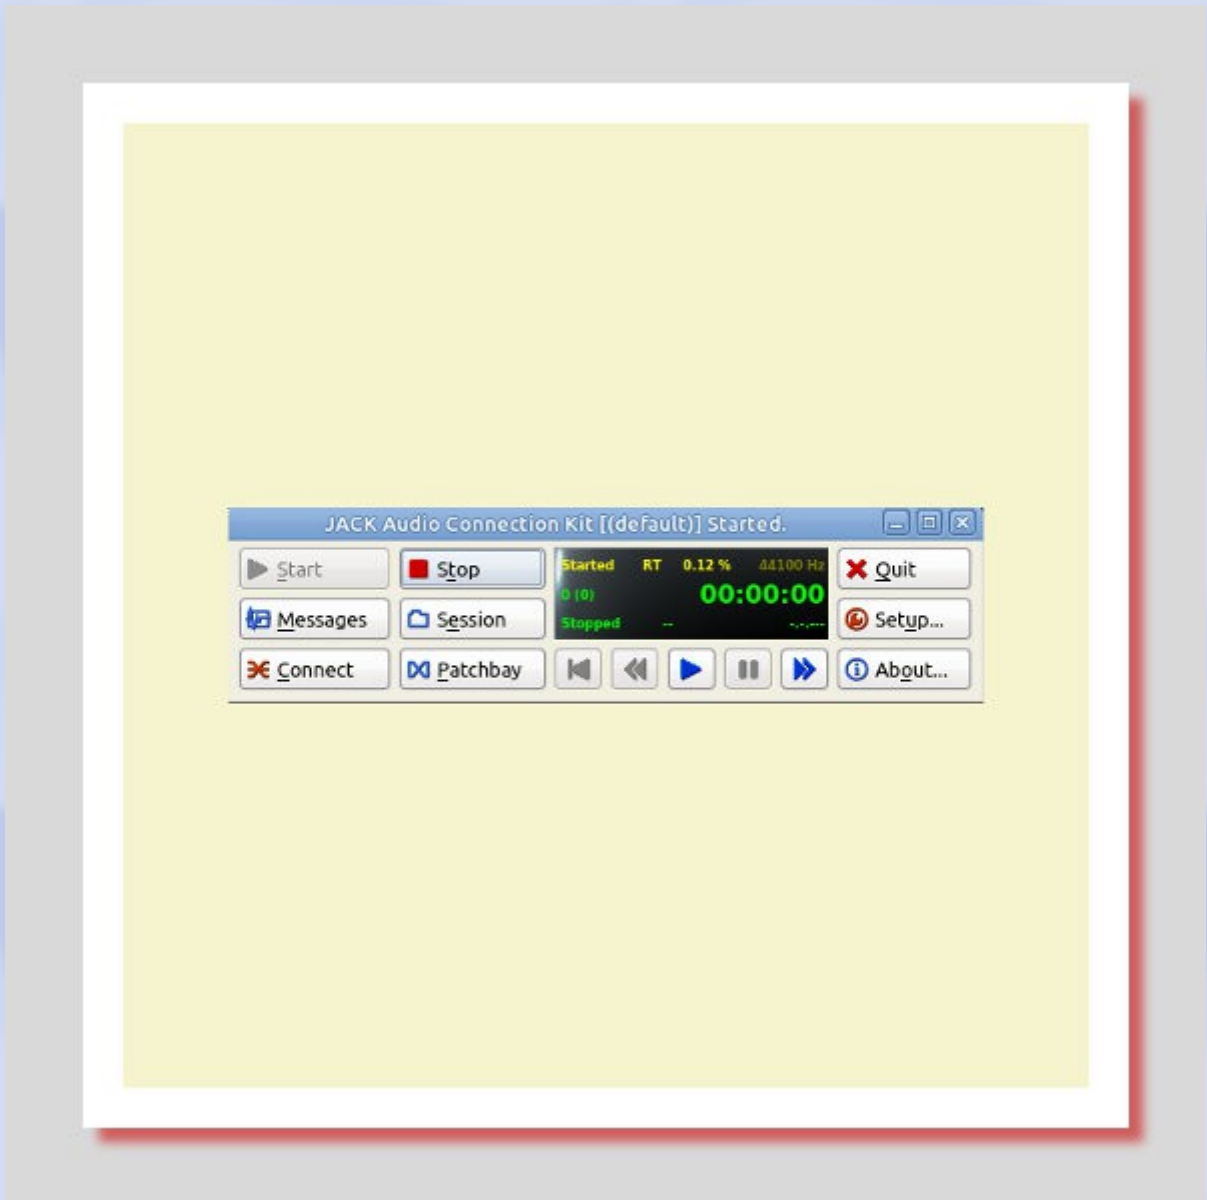 JACK Audio Connection Kit [(default)] Started.
Start Stop Started RT 0.12 % 44100 Hz Quit
0 (0) 00:00:00
Messages Session Stopped -- -.-.--- Setup...
Connect Patchbay About...